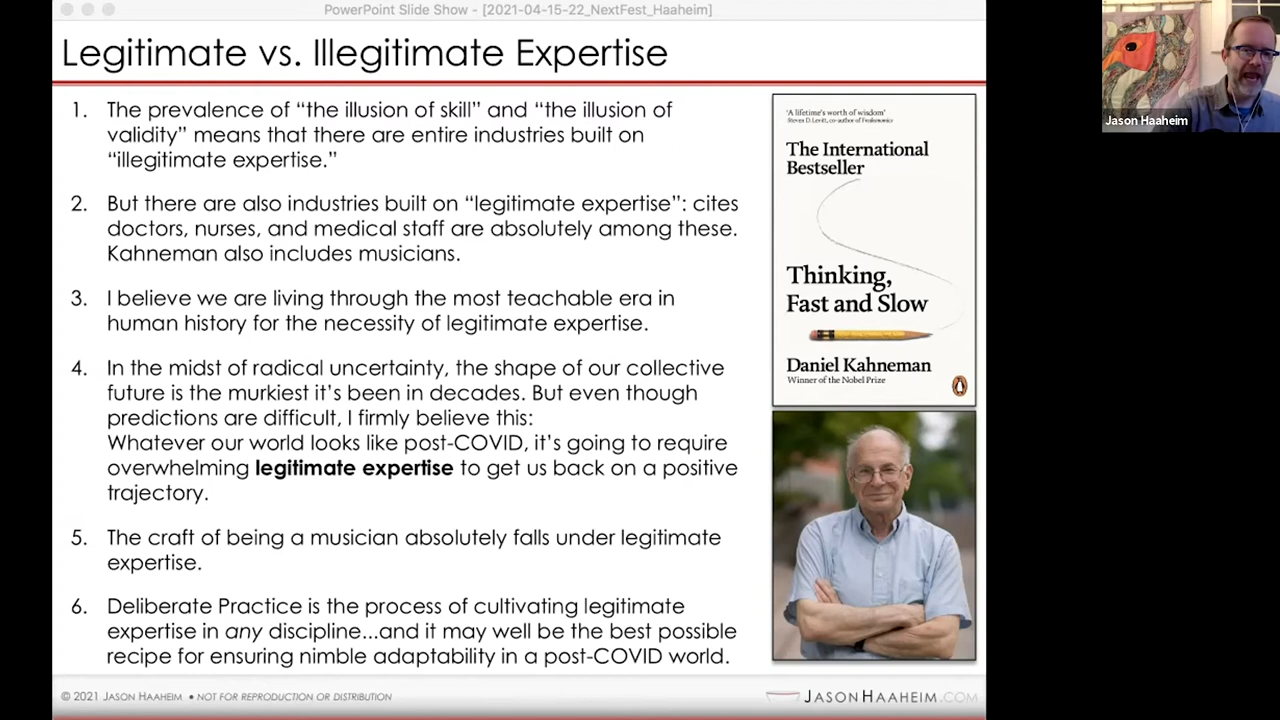 PowerPoint Slide Show - [2021-04-15-22_NextFest_Haaheim]
Legitimate vs. Illegitimate Expertise
1. The prevalence of “the illusion of skill” and “the illusion of
validity” means that there are entire industries built on
“illegitimate expertise.”
2. But there are also industries built on “legitimate expertise”: cites
doctors, nurses, and medical staff are absolutely among these.
Kahneman also includes musicians.
3. I believe we are living through the most teachable era in
human history for the necessity of legitimate expertise.
4. In the midst of radical uncertainty, the shape of our collective
future is the murkiest it’s been in decades. But even though
predictions are difficult, I firmly believe this:
Whatever our world looks like post-COVID, it’s going to require
overwhelming legitimate expertise to get us back on a positive
trajectory.
5. The craft of being a musician absolutely falls under legitimate
expertise.
6. Deliberate Practice is the process of cultivating legitimate
expertise in any discipline...and it may well be the best possible
recipe for ensuring nimble adaptability in a post-COVID world.
‘A lifetime’s worth of wisdom’
Steven D. Levitt, co-author of Freakonomics
The International
Bestseller
Thinking,
Fast and Slow
Daniel Kahneman
Winner of the Nobel Prize
Jason Haaheim
© 2021 JASON HAAHEIM • NOT FOR REPRODUCTION OR DISTRIBUTION
JASONHAAHEIM.COM